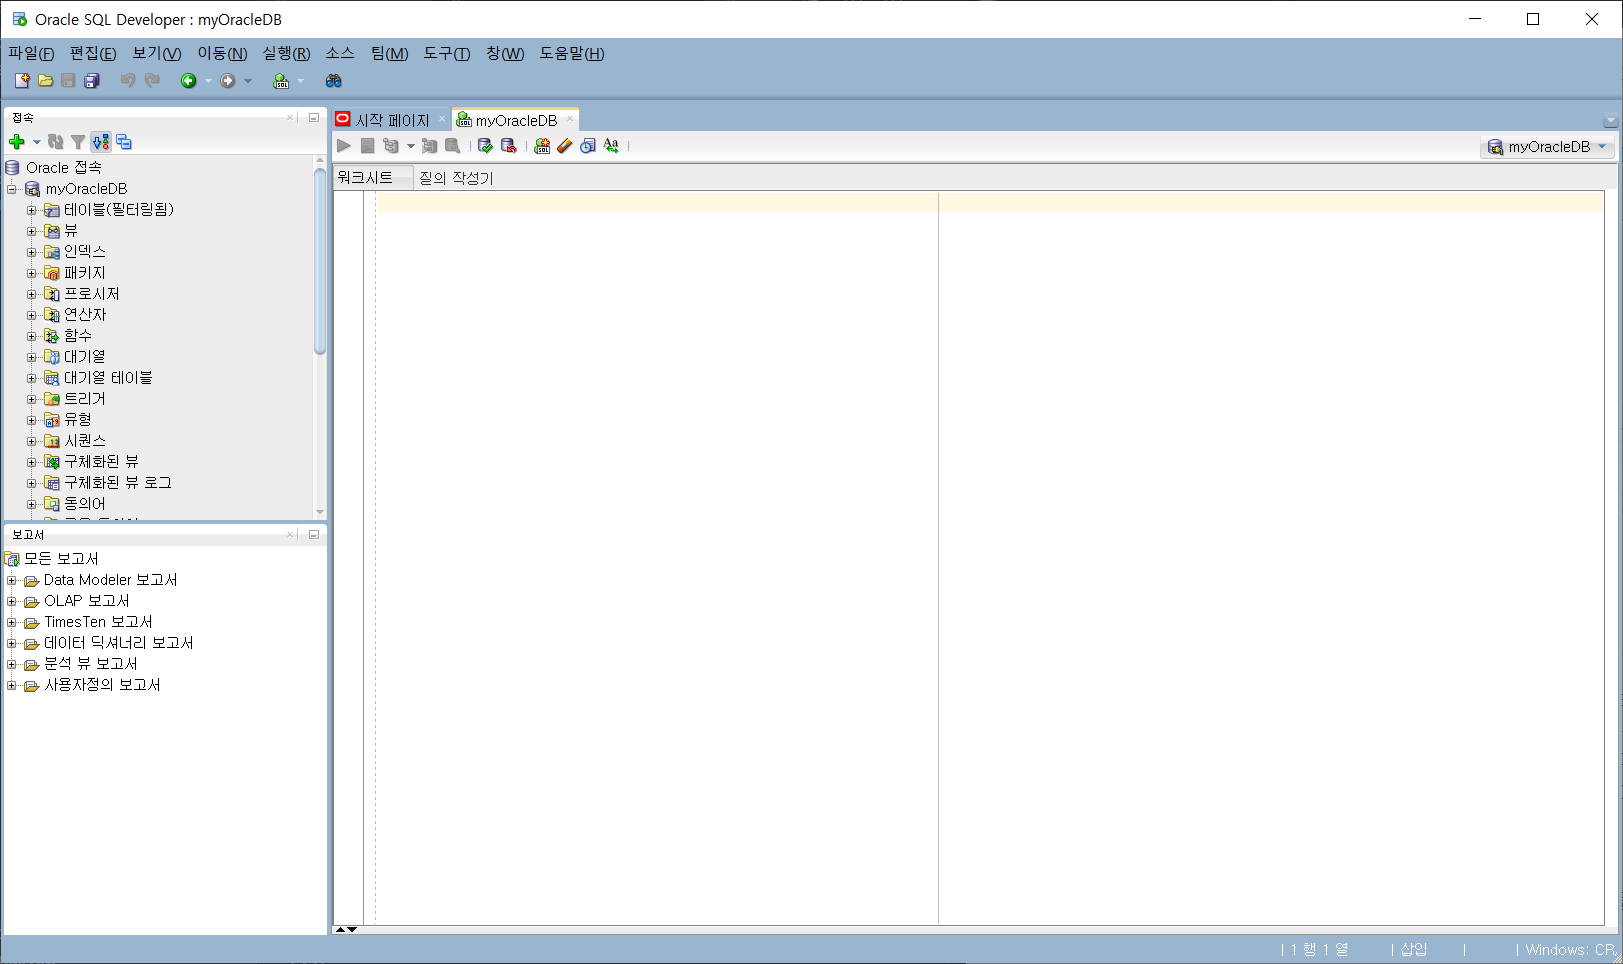 Oracle SQL Developer : myOracleDB
파일(F) 편집(E) 보기(V) 이동(N) 실행(R) 소스 팀(M) 도구(T) 창(W) 도움말(H)
접속
Oracle 접속
myOracleDB
테이블(필터링됨)
뷰
인덱스
패키지
프로시저
연산자
함수
대기열
대기열 테이블
트리거
유형
시퀀스
구체화된 뷰
구체화된 뷰 로그
동의어
보고서
모든 보고서
Data Modeler 보고서
OLAP 보고서
TimesTen 보고서
데이터 딕셔너리 보고서
분석 뷰 보고서
사용자정의 보고서
시작 페이지 myOracleDB
myOracleDB
워크시트 질의 작성기
| 1 행 1 열 | 삽입 | | Windows: CR